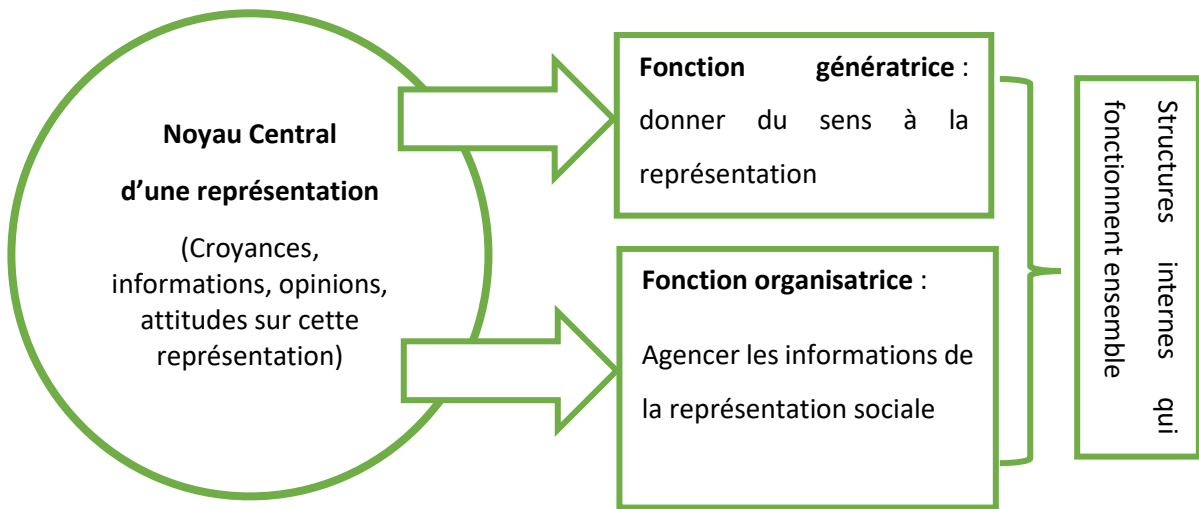 Noyau Central
d’une représentation
(Croyances,
informations, opinions,
attitudes sur cette
représentation)
Fonction génératrice :
donner du sens à la
représentation
Fonction organisatrice :
Agencer les informations de
la représentation sociale
Structures internes qui
fonctionnent ensemble